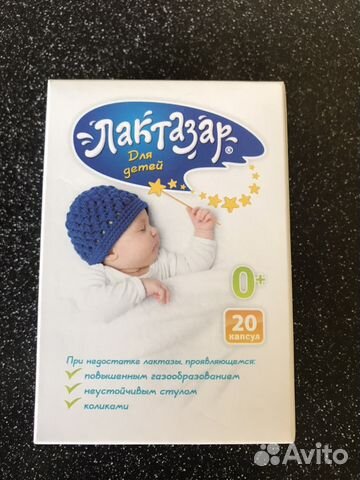 Лактазар®
Для
детей
0+
20
капсул
При недостатке лактазы, проявляющемся:
повышенным газообразованием
неустойчивым стулом
коликами
Avito